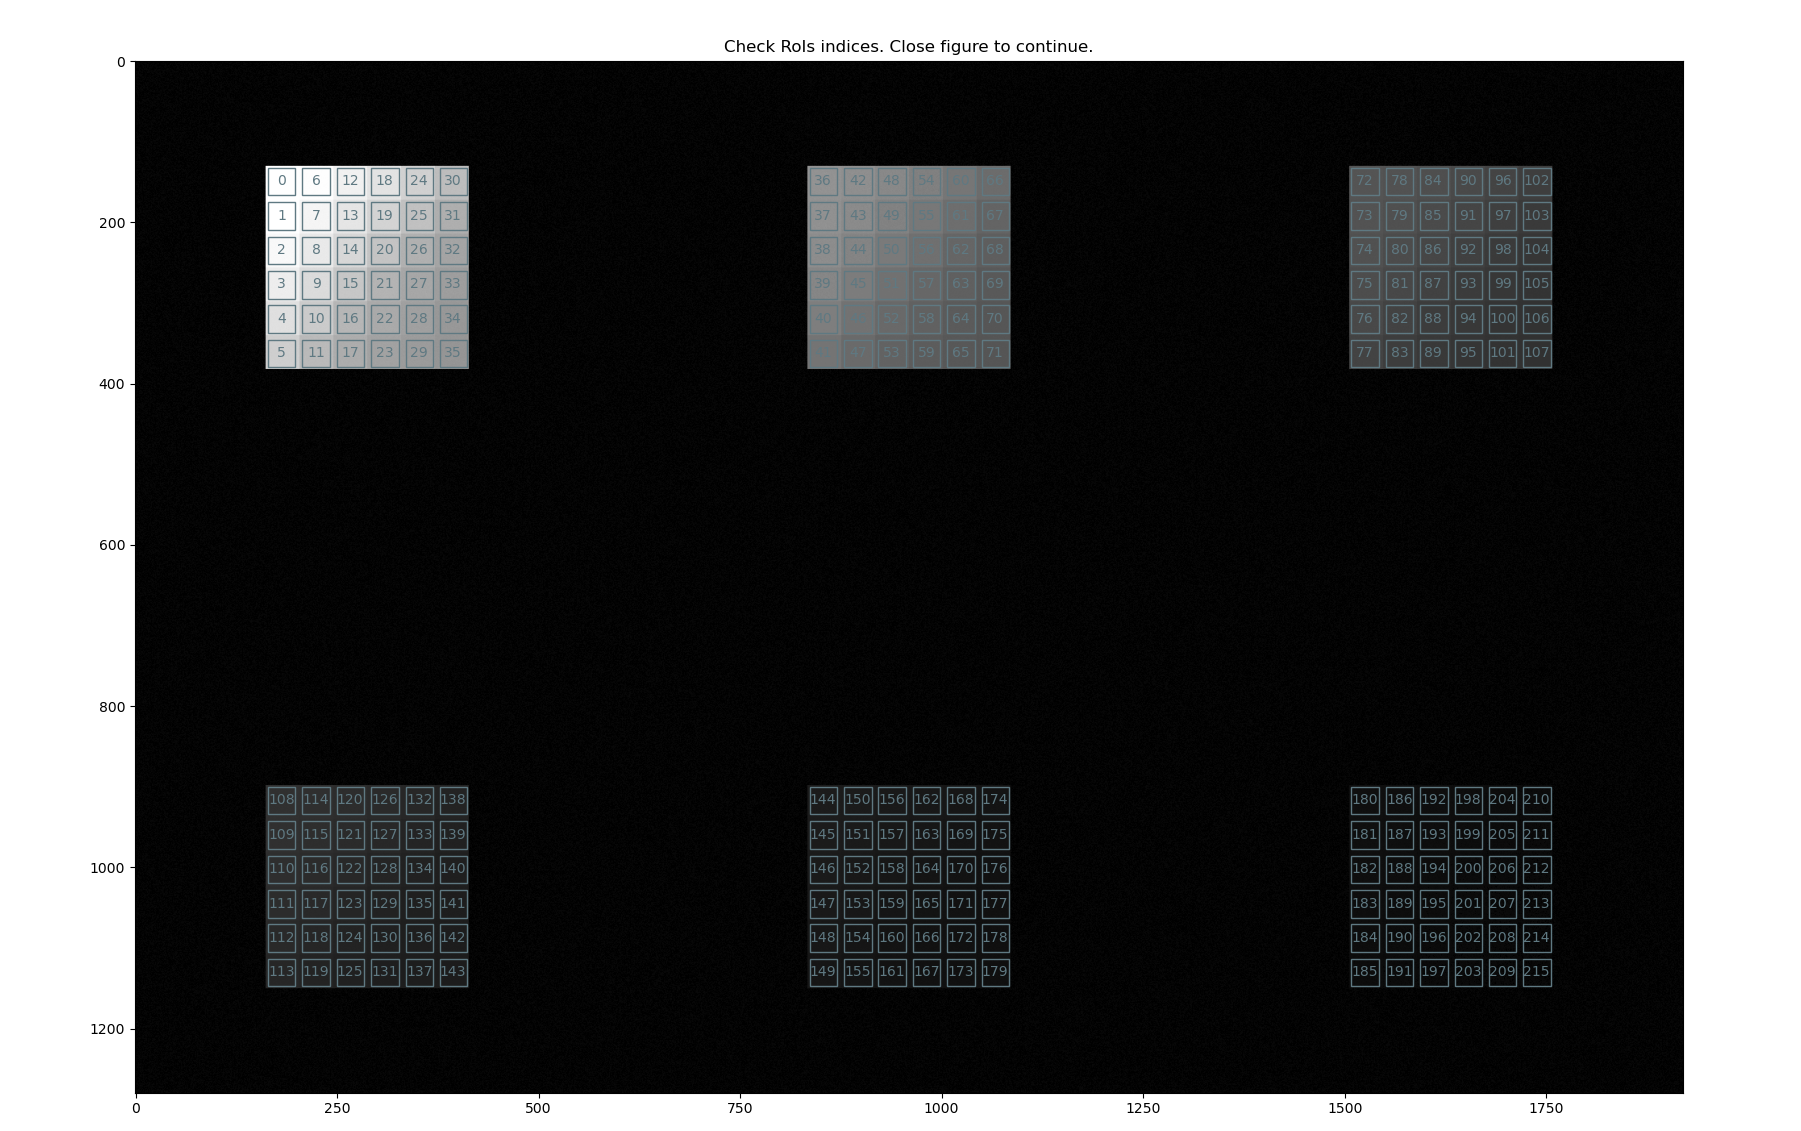 Check RoIs indices. Close figure to continue.
0
0 6 12 18 24 30 36 42 48 54 72 78 84 90 96 102
1 7 13 19 25 31 37 43 49 67 73 79 85 91 97 103
200
2 8 14 20 26 32 38 44 50 62 68 74 80 86 92 98 104
3 9 15 21 27 33 39 45 57 63 69 75 81 87 93 99 105
4 10 16 22 28 34 40 52 58 64 70 76 82 88 94 100 106
5 11 17 23 29 35 47 53 59 65 71 77 83 89 95 101 107
400
600
800
108 114 120 126 132 138 144 150 156 162 168 174 180 186 192 198 204 210
109 115 121 127 133 139 145 151 157 163 169 175 181 187 193 199 205 211
1000
110 116 122 128 134 140 146 152 158 164 170 176 182 188 194 200 206 212
111 117 123 129 135 141 147 153 159 165 171 177 183 189 195 201 207 213
112 118 124 130 136 142 148 154 160 166 172 178 184 190 196 202 208 214
113 119 125 131 137 143 149 155 161 167 173 179 185 191 197 203 209 215
1200
0 250 500 750 1000 1250 1500 1750